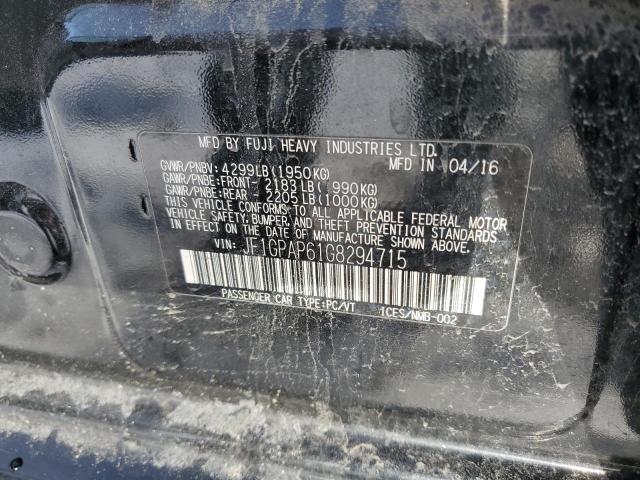 MFD BY FUJI HEAVY INDUSTRIES LTD.
GVWR/PNBV: 4299LB(1950KG) MFD IN 04/16
GAWR/PNBE:FRONT- 2183LB( 990KG)
GAWR/PNBE:REAR - 2205LB(1000KG)
THIS VEHICLE CONFORMS TO ALL APPLICABLE FEDERAL MOTOR
VEHICLE SAFETY, BUMPER, AND THEFT PREVENTION STANDARDS
IN EFFECT ON THE DATE OF MANUFACTURE SHOWN ABOVE.
VIN: JF1GPAP61G8294715
PASSENGER CAR TYPE:PC/VT 1CES/NMB-002